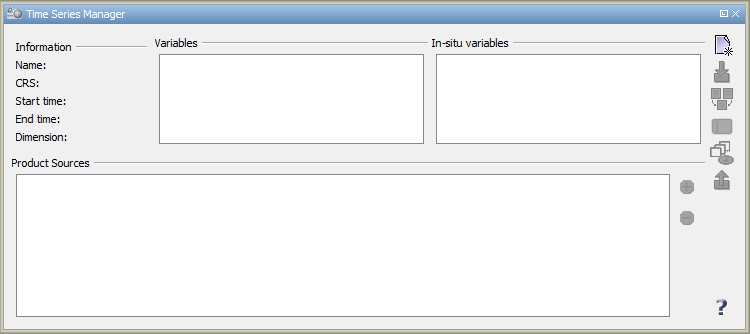 Time Series Manager
Information
Variables
In-situ variables
Name:
CRS:
Start time:
End time:
Dimension:
Product Sources
?